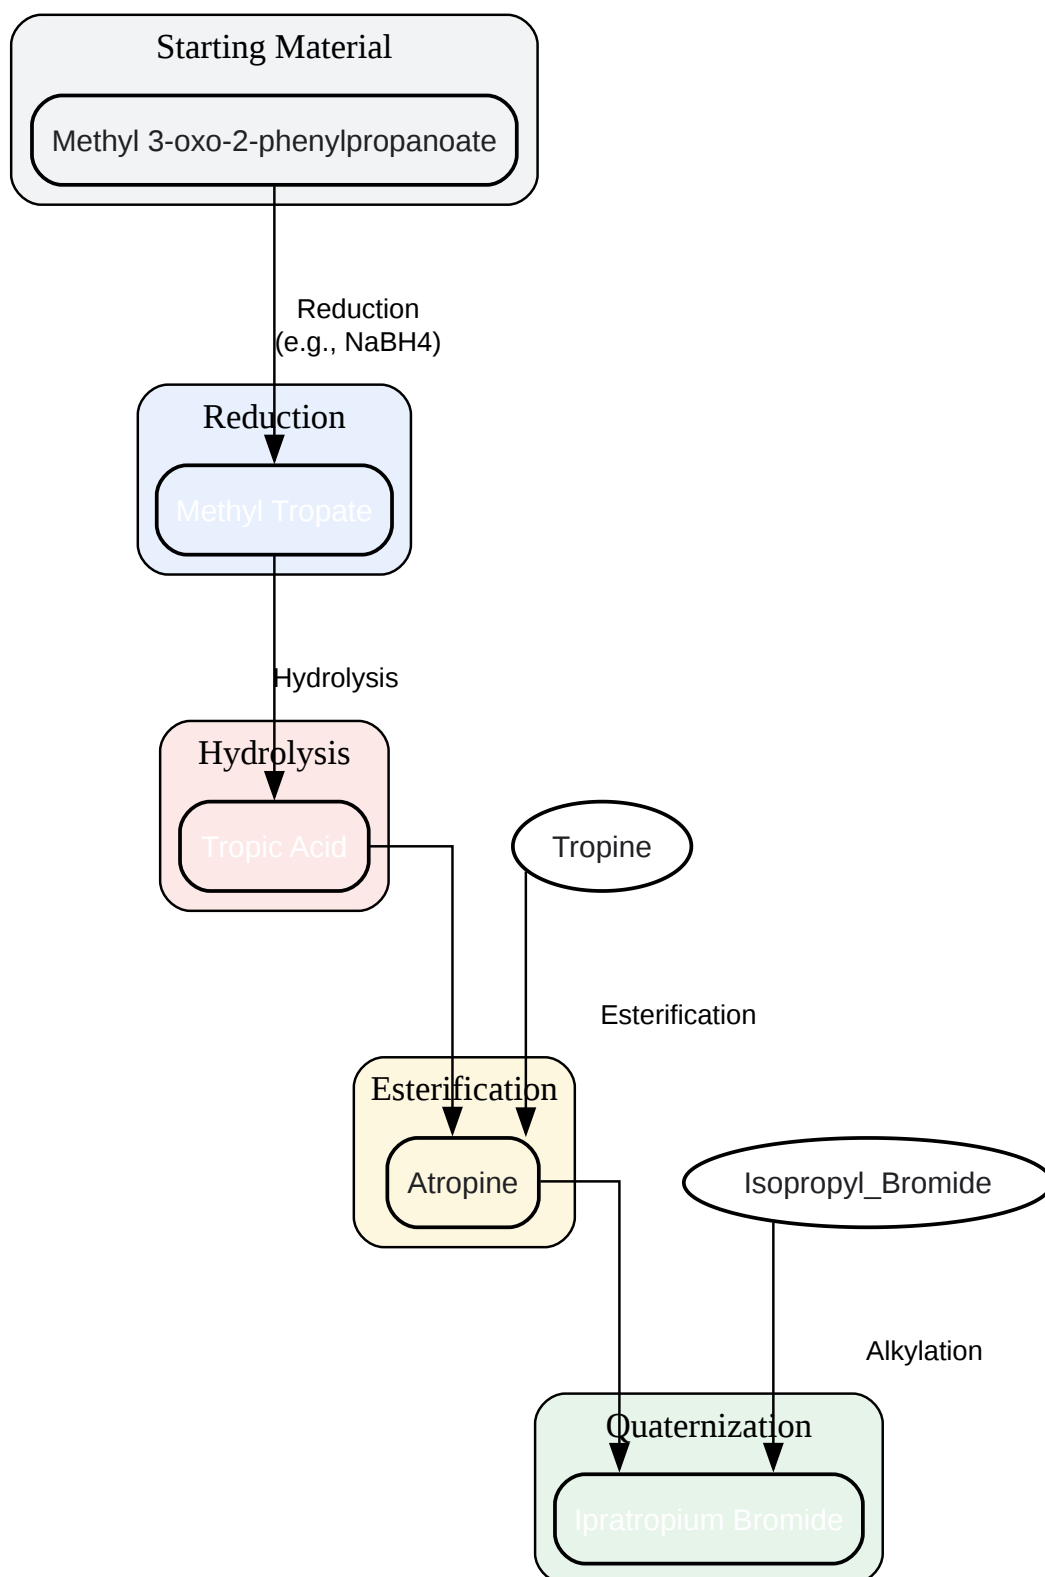 Starting Material
Methyl 3-oxo-2-phenylpropanoate
Reduction
(e.g., NaBH4)
Reduction
Methyl Tropate
Hydrolysis
Hydrolysis
Tropic Acid
Tropine
Esterification
Esterification
Atropine
Isopropyl_Bromide
Alkylation
Quaternization
Ipratropium Bromide